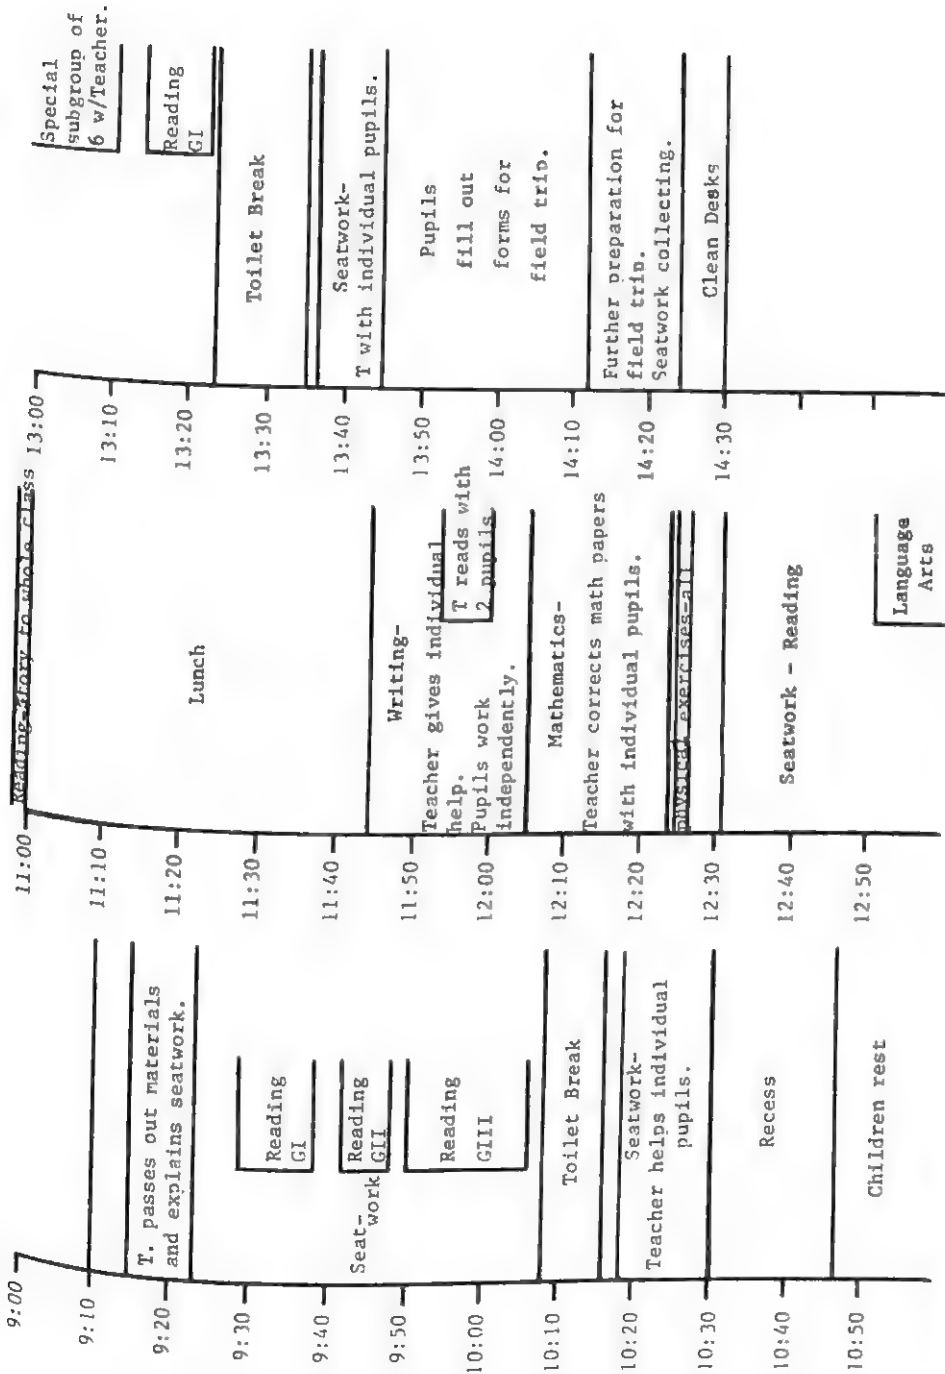 9:00
9:10
9:20
9:30
9:40
9:50
10:00
10:10
10:20
10:30
10:40
10:50
T. passes out materials
and explains seatwork.
Seat-
work
Reading
GI
Reading
GII
Reading
GIII
Toilet Break
Seatwork-
Teacher helps individual
pupils.
Recess
Children rest
11:00
11:10
11:20
11:30
11:40
11:50
12:00
12:10
12:20
12:30
12:40
12:50
Reading-Story to whole class
Lunch
Writing-
Teacher gives individual
help.
Pupils work
independently.
T reads with
2 pupils.
Mathematics-
Teacher corrects math papers
with individual pupils.
physical exercises-all
Seatwork - Reading
Language
Arts
13:00
13:10
13:20
13:30
13:40
13:50
14:00
14:10
14:20
14:30
Special
subgroup of
6 w/Teacher.
Reading
GI
Toilet Break
Seatwork-
T with individual pupils.
Pupils
fill out
forms for
field trip.
Further preparation for
field trip.
Seatwork collecting.
Clean Desks